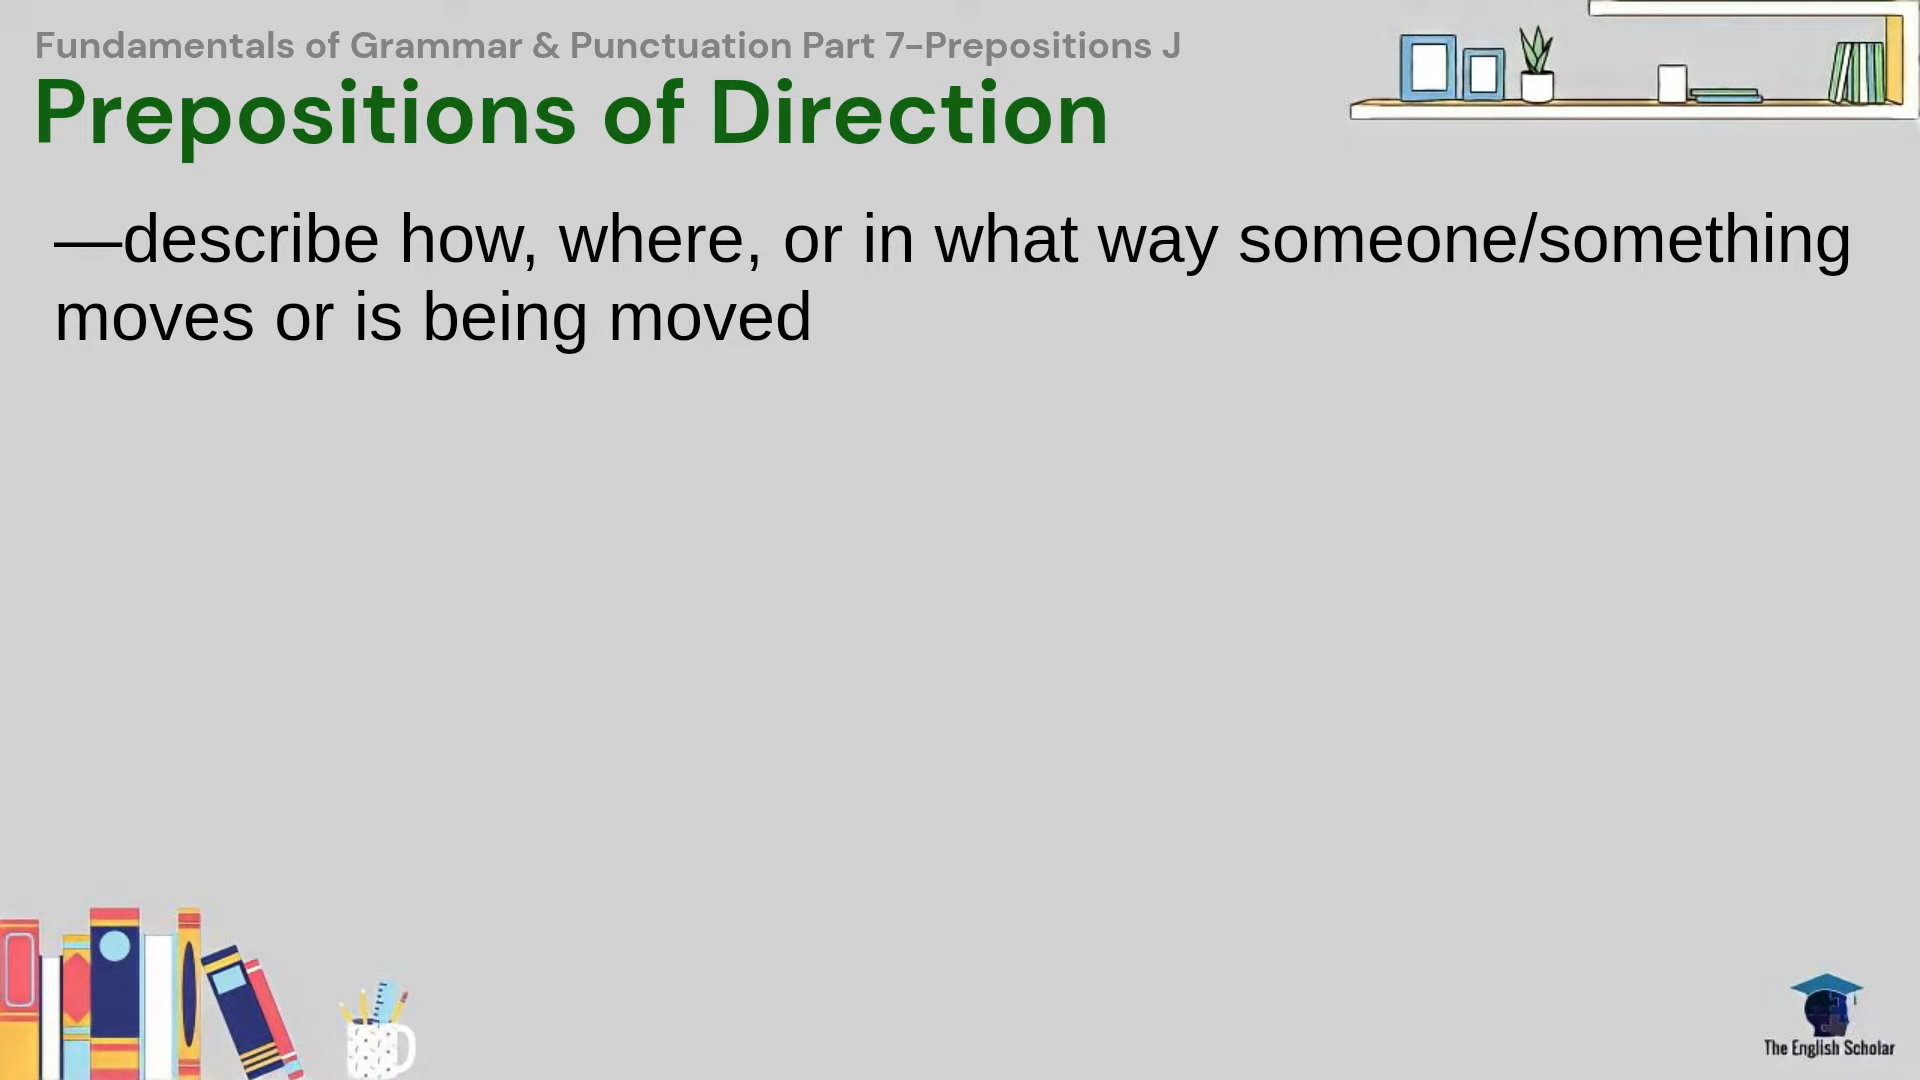 Fundamentals of Grammar & Punctuation Part 7–Prepositions J
Prepositions of Direction
—describe how, where, or in what way someone/something
moves or is being moved
The English Scholar